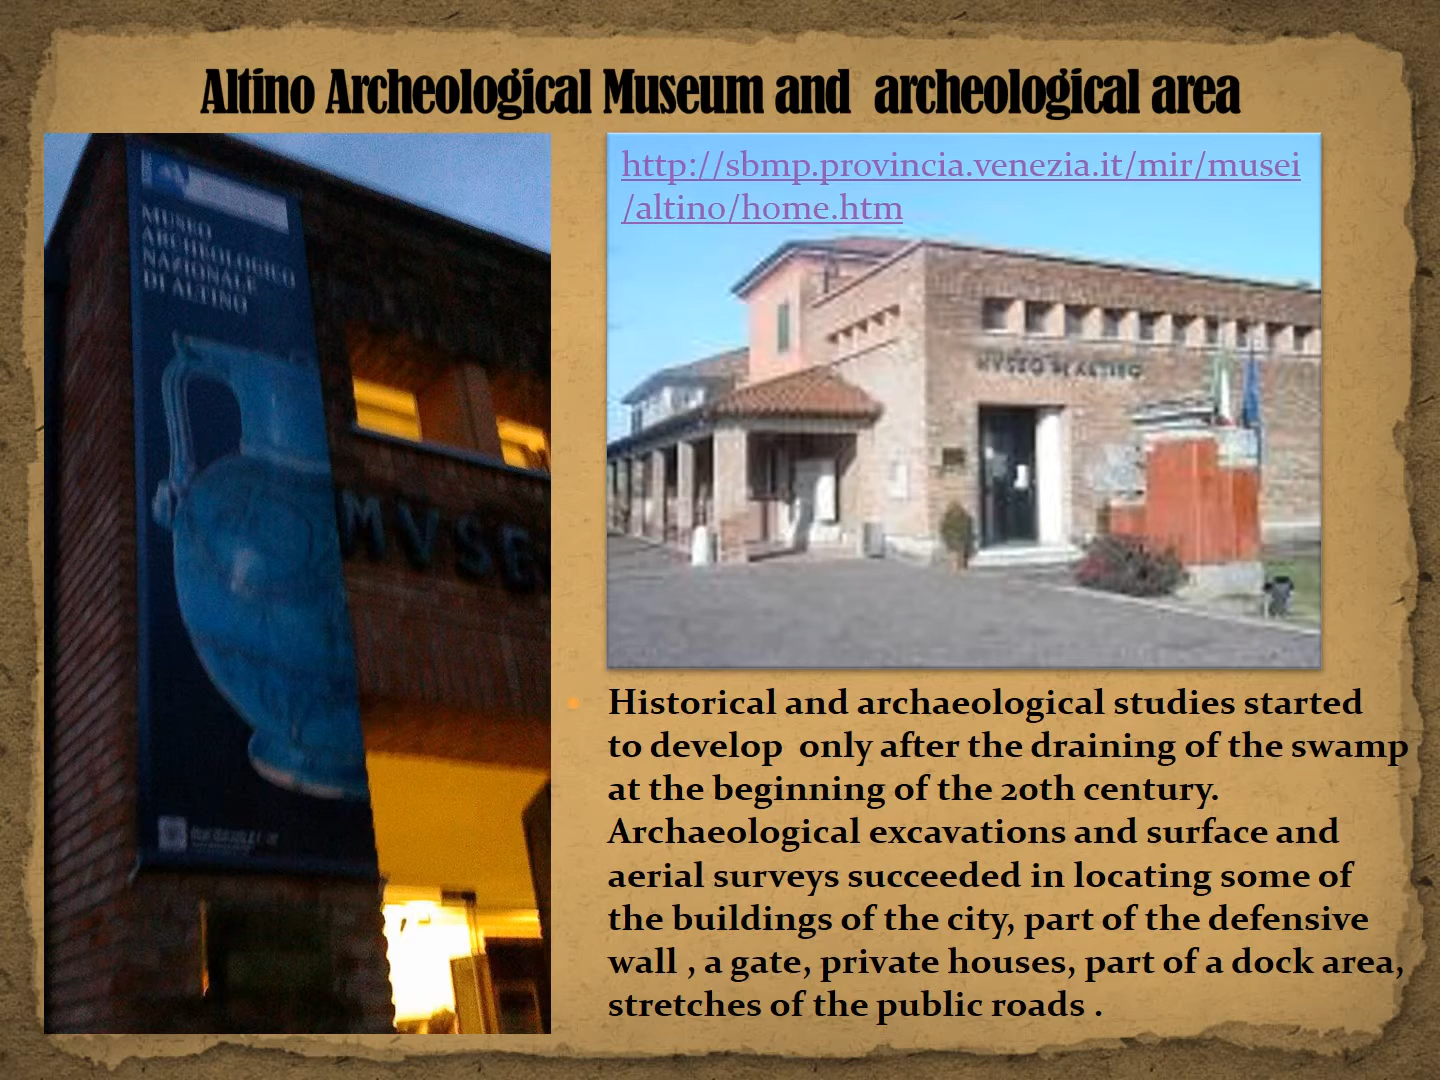 Altino Archeological Museum and  archeological area
MUSEO
ARCHEOLOGICO
NAZIONALE
DI ALTINO
MVSE
http://sbmp.provincia.venezia.it/mir/musei
/altino/home.htm
MVSEO DI ALTINO
Historical and archaeological studies started
to develop  only after the draining of the swamp
at the beginning of the 20th century.
Archaeological excavations and surface and
aerial surveys succeeded in locating some of
the buildings of the city, part of the defensive
wall , a gate, private houses, part of a dock area,
stretches of the public roads .